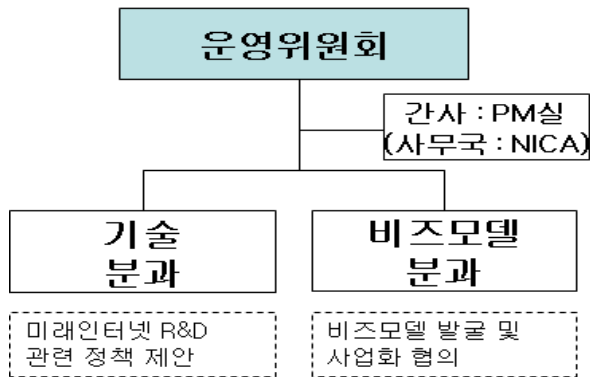 운영위원회
간사 : PM실
(사무국 : NICA)
기술
분과
비즈모델
분과
미래인터넷 R&D
관련 정책 제안
비즈모델 발굴 및
사업화 협의